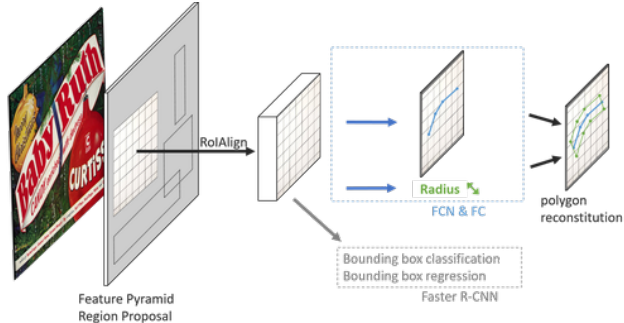 Baby Ruth
CURTISS
RoIAlign
Radius
FCN & FC
polygon
reconstitution
Bounding box classification
Bounding box regression
Faster R-CNN
Feature Pyramid
Region Proposal